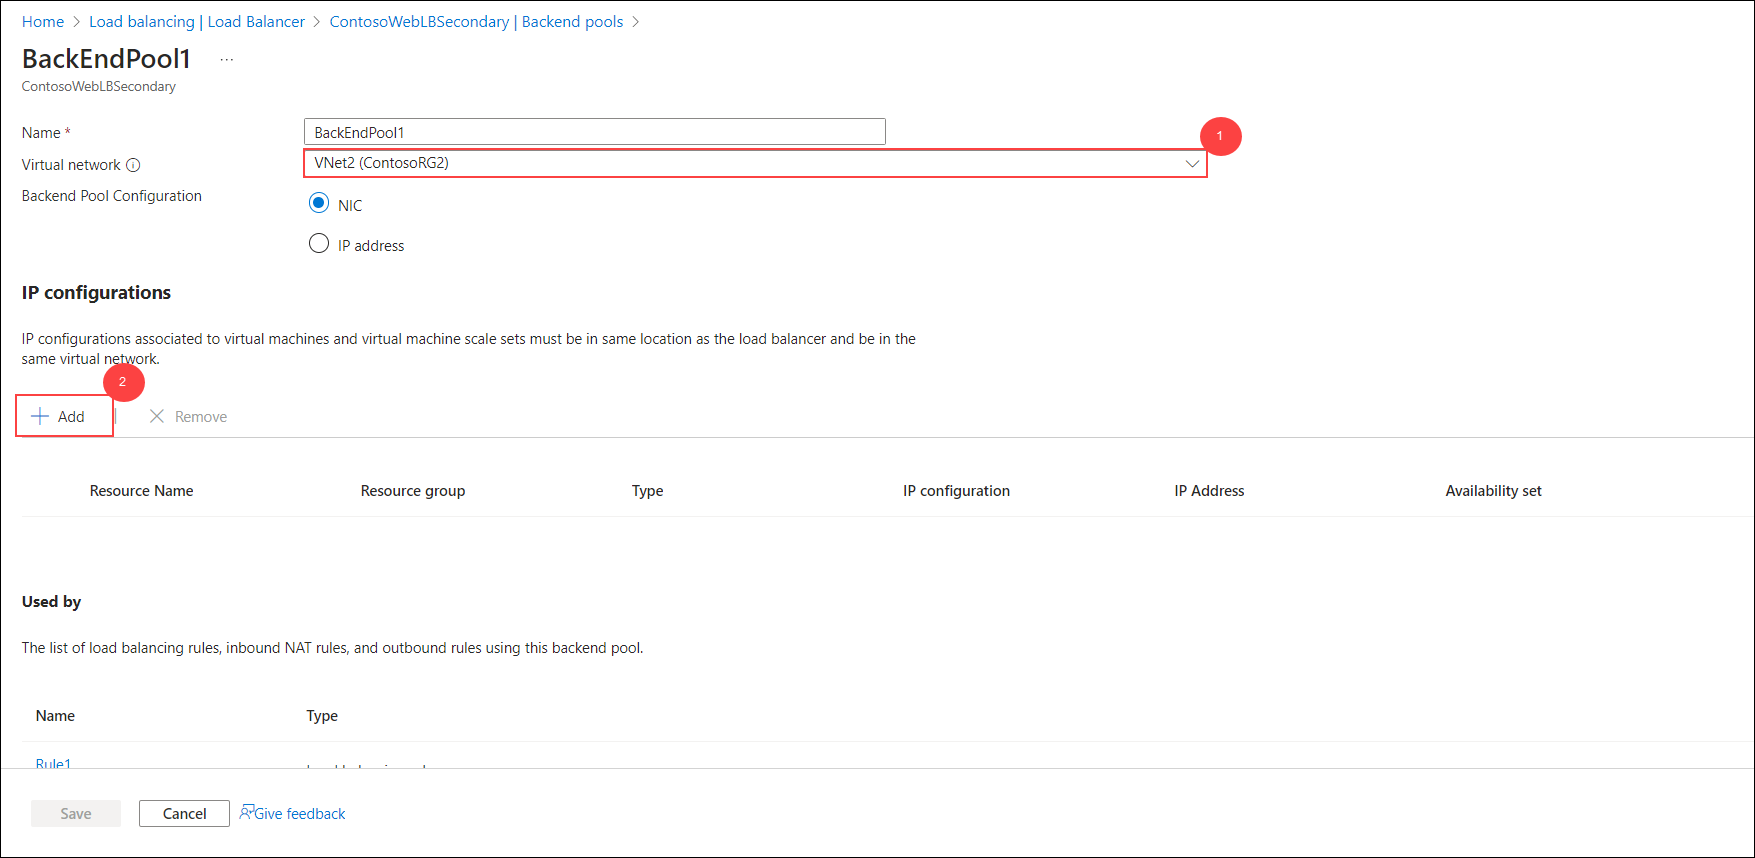 Home > Load balancing | Load Balancer > ContosoWebLBSecondary | Backend pools >
BackEndPool1 ...
ContosoWebLBSecondary
Name * BackEndPool1
1
Virtual network VNet2 (ContosoRG2)
Backend Pool Configuration
NIC
IP address
IP configurations
IP configurations associated to virtual machines and virtual machine scale sets must be in same location as the load balancer and be in the
same virtual network.
2
Add | Remove
Resource Name Resource group Type IP configuration IP Address Availability set
Used by
The list of load balancing rules, inbound NAT rules, and outbound rules using this backend pool.
Name Type
Rule1
Save Cancel Give feedback